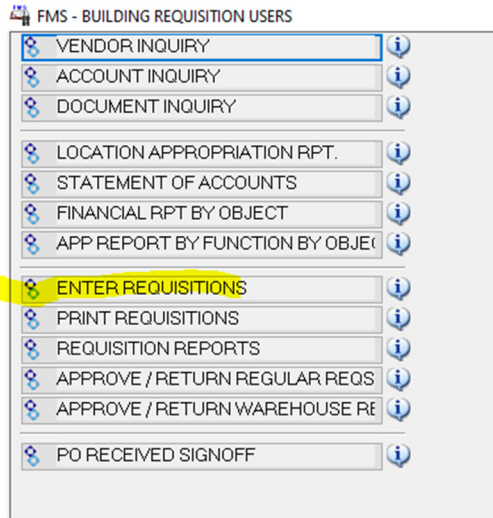 FMS - BUILDING REQUISITION USERS
VENDOR INQUIRY
ACCOUNT INQUIRY
DOCUMENT INQUIRY
LOCATION APPROPRIATION RPT.
STATEMENT OF ACCOUNTS
FINANCIAL RPT BY OBJECT
APP REPORT BY FUNCTION BY OBJE(
ENTER REQUISITIONS
PRINT REQUISITIONS
REQUISITION REPORTS
APPROVE / RETURN REGULAR REQS
APPROVE / RETURN WAREHOUSE RE
PO RECEIVED SIGNOFF